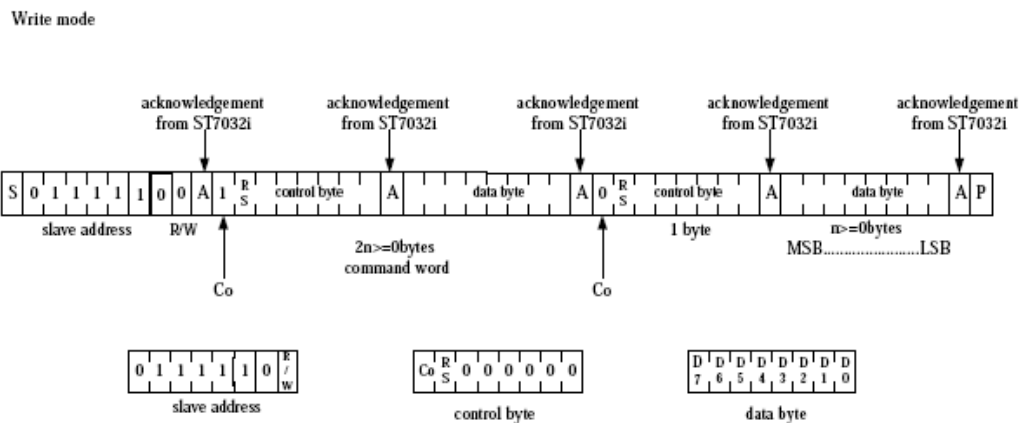 Write mode
acknowledgement acknowledgement acknowledgement acknowledgement acknowledgement
from ST7032i from ST7032i from ST7032i from ST7032i from ST7032i
S 0 1 1 1 1 1 0 0 A 1 RS control byte A data byte A 0 RS control byte A data byte A P
slave address R/W 1 byte n>=0bytes
2n>=0bytes MSB.......................LSB
command word
Co Co
0 1 1 1 1 1 0 R/W
Co RS 0 0 0 0 0 0
D7 D6 D5 D4 D3 D2 D1 D0
slave address control byte data byte